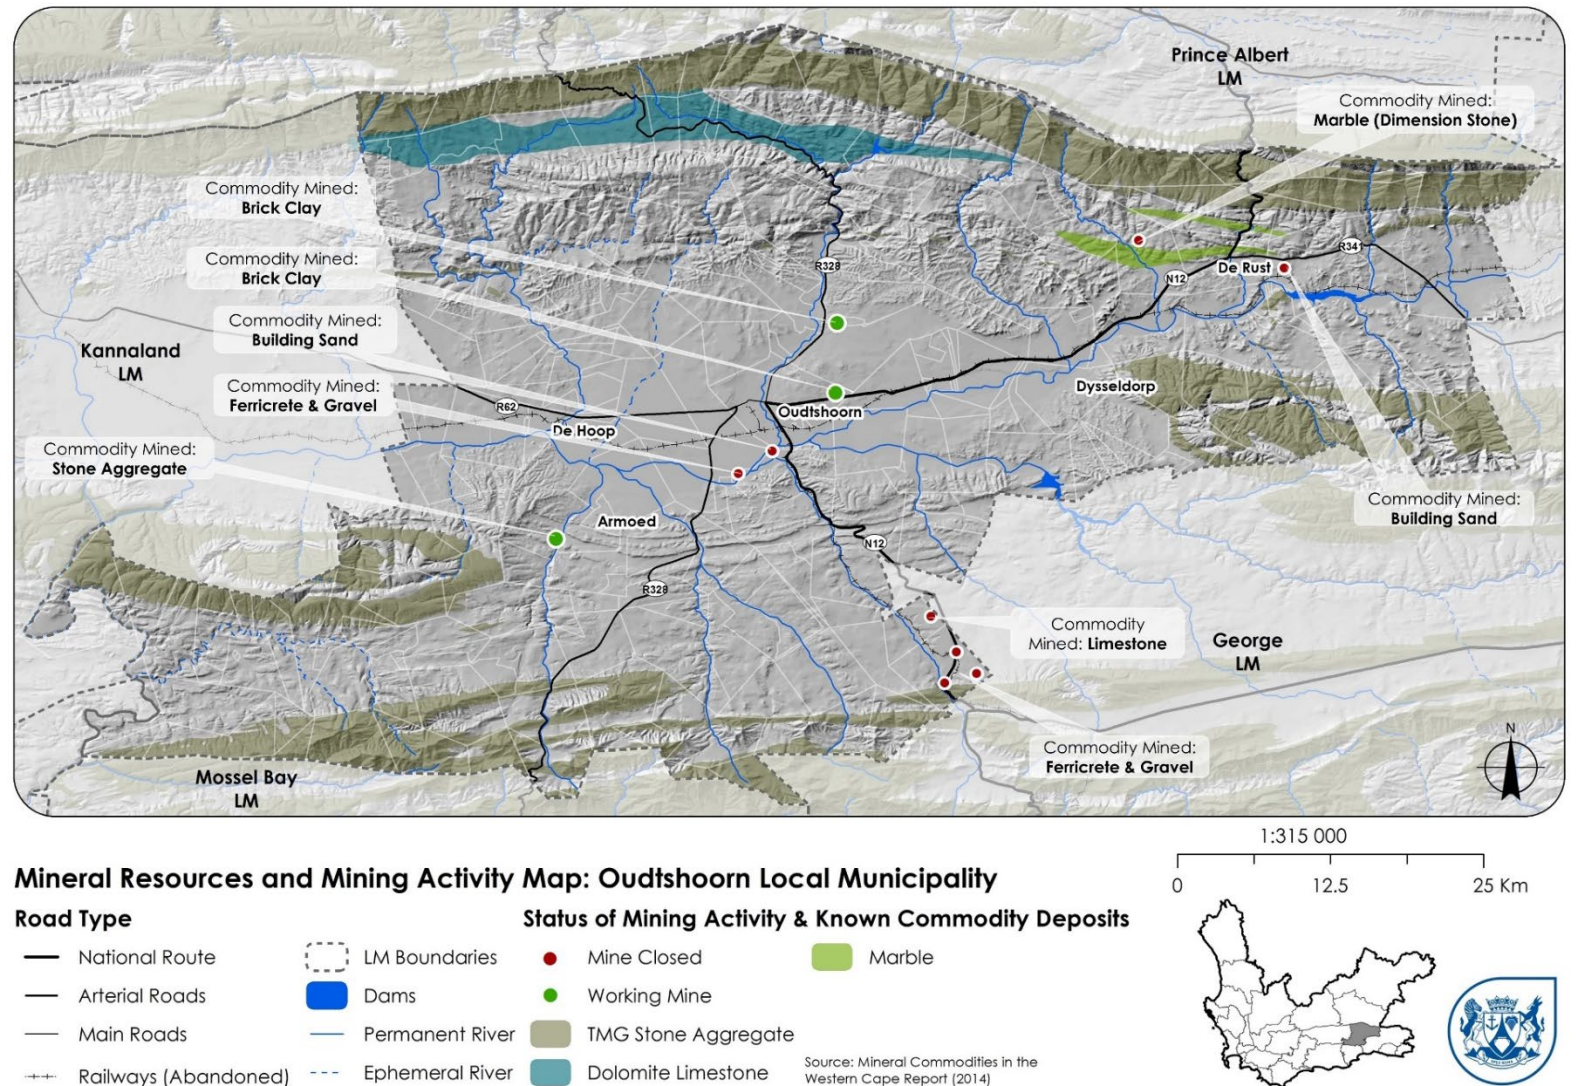 Prince Albert
LM
Commodity Mined:
Marble (Dimension Stone)
Commodity Mined:
Brick Clay
Commodity Mined:
Brick Clay
Commodity Mined:
Building Sand
Commodity Mined:
Ferricrete & Gravel
Commodity Mined:
Stone Aggregate
Kannaland
LM
R328
R341
N12
De Rust
Dysseldorp
R62
Oudtshoorn
De Hoop
Armoed
N12
R328
Commodity Mined:
Building Sand
Commodity
Mined: Limestone
George
LM
Commodity Mined:
Ferricrete & Gravel
Mossel Bay
LM
N
1:315 000
0 12.5 25 Km
Mineral Resources and Mining Activity Map: Oudtshoorn Local Municipality
Road Type
National Route
Arterial Roads
Main Roads
Railways (Abandoned)
LM Boundaries
Dams
Permanent River
Ephemeral River
Status of Mining Activity & Known Commodity Deposits
Mine Closed
Working Mine
TMG Stone Aggregate
Dolomite Limestone
Marble
Source: Mineral Commodities in the
Western Cape Report (2014)